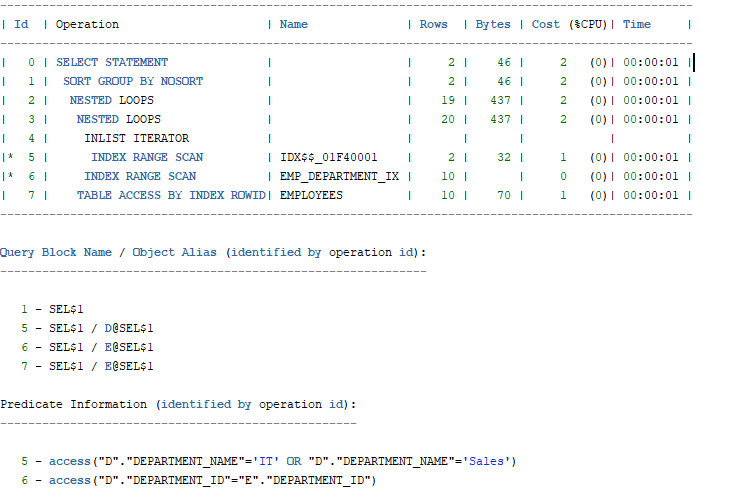 --------------------------------------------------------------------------------------------------
| Id  | Operation                      | Name              | Rows  | Bytes | Cost (%CPU)| Time     |
--------------------------------------------------------------------------------------------------
|   0 | SELECT STATEMENT               |                   |     2 |    46 |     2   (0)| 00:00:01 |
|   1 |  SORT GROUP BY NOSORT          |                   |     2 |    46 |     2   (0)| 00:00:01 |
|   2 |   NESTED LOOPS                 |                   |    19 |   437 |     2   (0)| 00:00:01 |
|   3 |    NESTED LOOPS                |                   |    20 |   437 |     2   (0)| 00:00:01 |
|   4 |     INLIST ITERATOR            |                   |       |       |            |          |
|*  5 |      INDEX RANGE SCAN          | IDX$$_01F40001    |     2 |    32 |     1   (0)| 00:00:01 |
|*  6 |     INDEX RANGE SCAN           | EMP_DEPARTMENT_IX |    10 |       |     0   (0)| 00:00:01 |
|   7 |    TABLE ACCESS BY INDEX ROWID| EMPLOYEES         |    10 |    70 |     1   (0)| 00:00:01 |
--------------------------------------------------------------------------------------------------
Query Block Name / Object Alias (identified by operation id):
-------------------------------------------------------------
1 - SEL$1
5 - SEL$1 / D@SEL$1
6 - SEL$1 / E@SEL$1
7 - SEL$1 / E@SEL$1
Predicate Information (identified by operation id):
---------------------------------------------------
5 - access("D"."DEPARTMENT_NAME"='IT' OR "D"."DEPARTMENT_NAME"='Sales')
6 - access("D"."DEPARTMENT_ID"="E"."DEPARTMENT_ID")